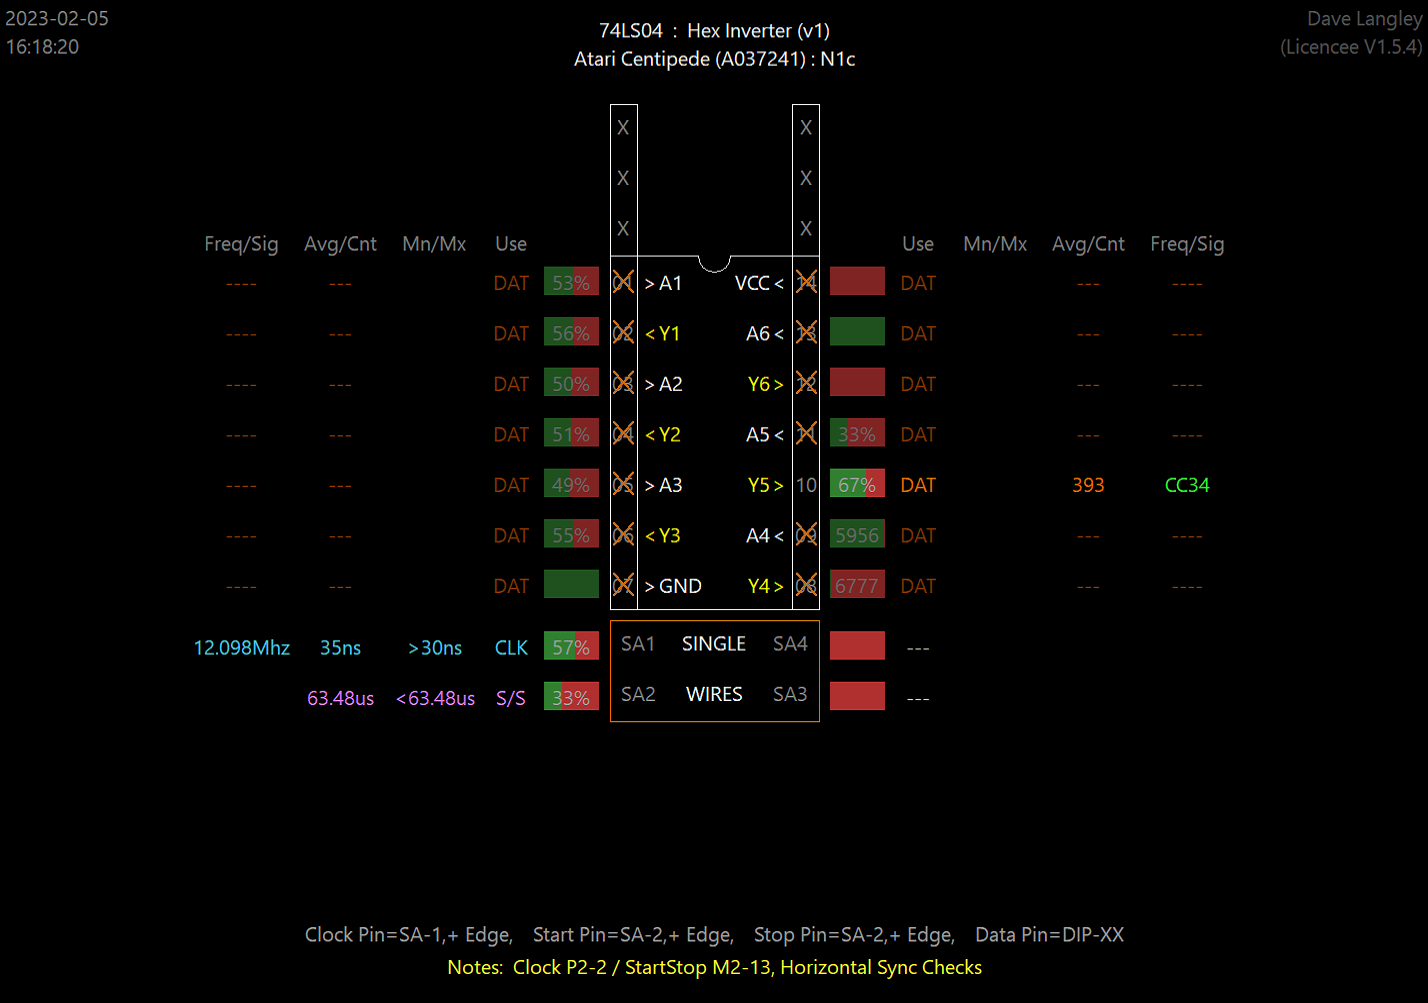 2023-02-05
16:18:20
74LS04 : Hex Inverter (v1)
Atari Centipede (A037241) : N1c
Dave Langley
(Licencee V1.5.4)
X X
X X
X X
Freq/Sig Avg/Cnt Mn/Mx Use Use Mn/Mx Avg/Cnt Freq/Sig
---- --- DAT 53% 01 > A1 VCC < 14 DAT --- ----
---- --- DAT 56% 02 < Y1 A6 < 13 DAT --- ----
---- --- DAT 50% 03 > A2 Y6 > 12 DAT --- ----
---- --- DAT 51% 04 < Y2 A5 < 11 33% DAT --- ----
---- --- DAT 49% 05 > A3 Y5 > 10 67% DAT 393 CC34
---- --- DAT 55% 06 < Y3 A4 < 09 5956 DAT --- ----
---- --- DAT 07 > GND Y4 > 08 6777 DAT --- ----
12.098Mhz 35ns >30ns CLK 57% SA1 SINGLE SA4 ---
63.48us <63.48us S/S 33% SA2 WIRES SA3 ---
Clock Pin=SA-1,+ Edge, Start Pin=SA-2,+ Edge, Stop Pin=SA-2,+ Edge, Data Pin=DIP-XX
Notes: Clock P2-2 / StartStop M2-13, Horizontal Sync Checks